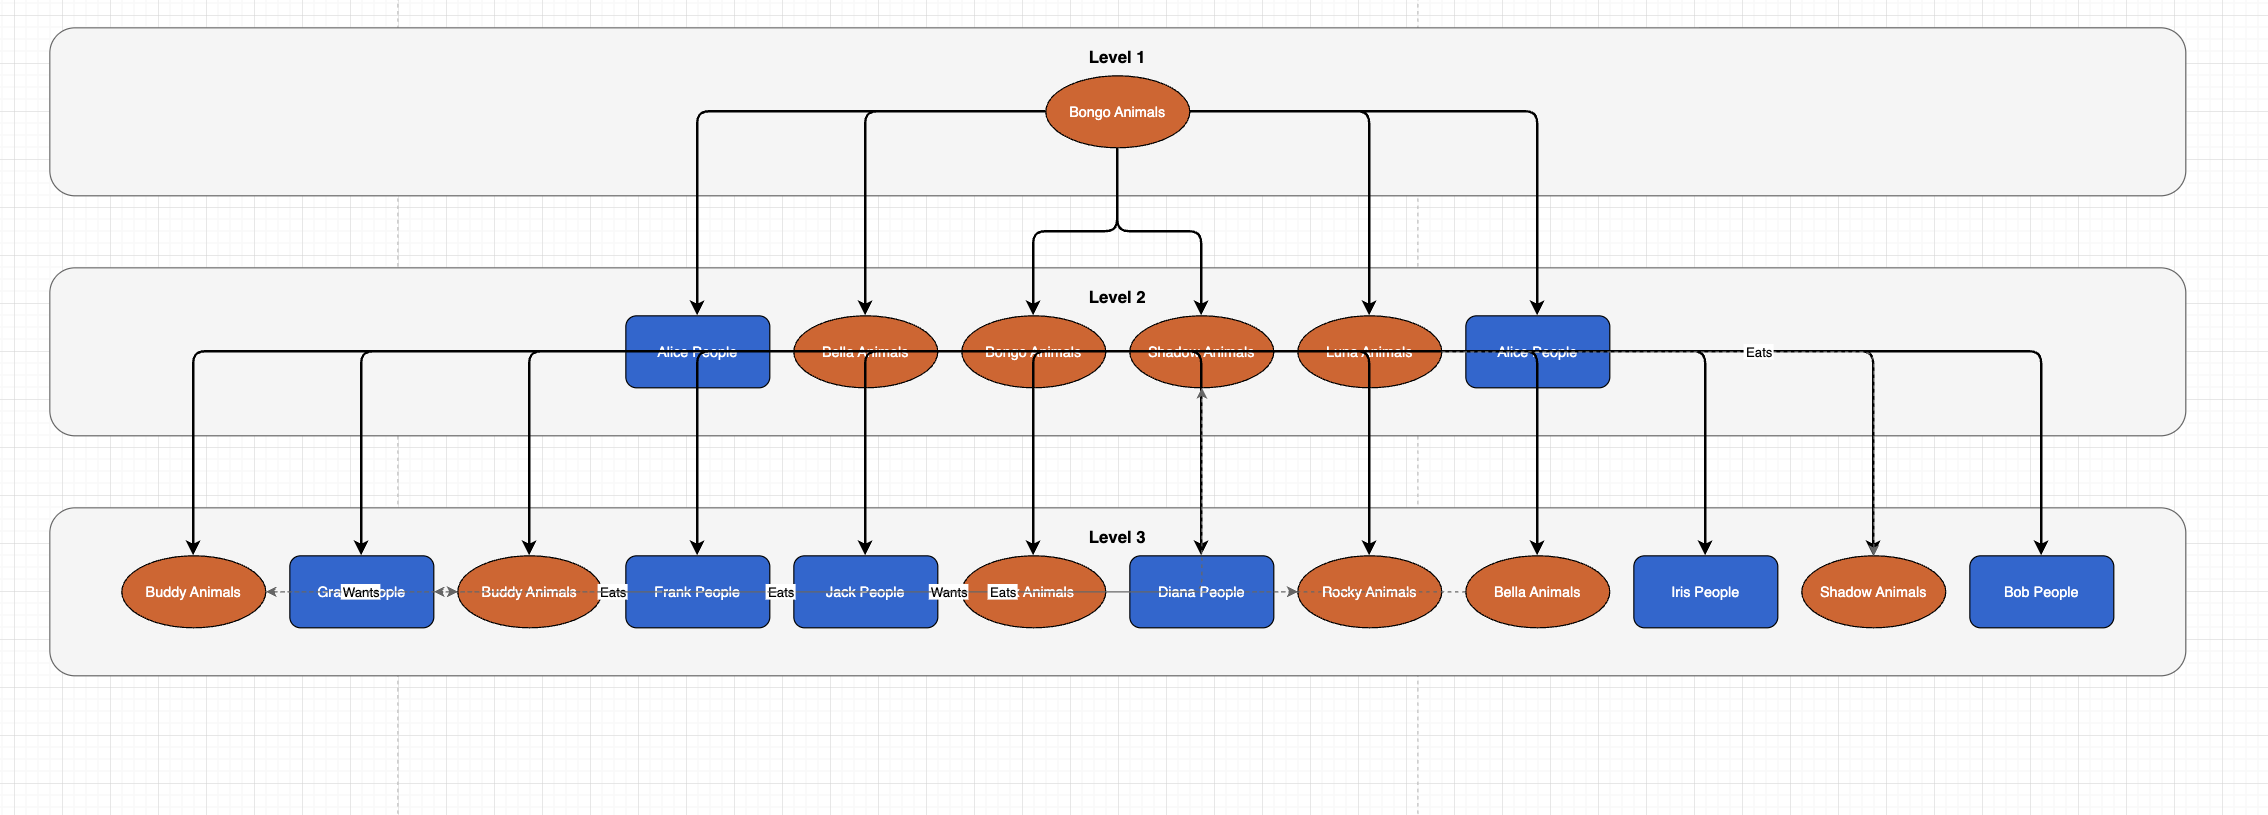 Level 1
Bongo Animals
Level 2
Alice People
Bella Animals
Bongo Animals
Shadow Animals
Luna Animals
Alice People
Eats
Level 3
Buddy Animals
Wants
Buddy Animals
Eats
Frank People
Eats
Jack People
Wants
Eats
Animals
Diana People
Rocky Animals
Bella Animals
Iris People
Shadow Animals
Bob People